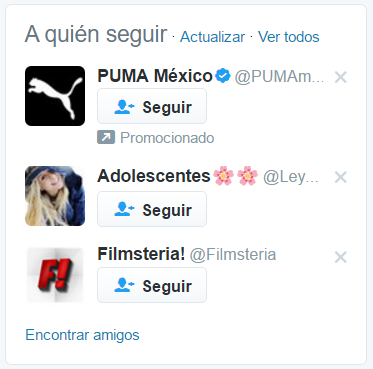 A quién seguir · Actualizar · Ver todos
PUMA México @PUMAm...
Seguir
Promocionado
Adolescentes🌸🌸 @Ley...
Seguir
F!
Filmsteria! @Filmsteria
Seguir
Encontrar amigos